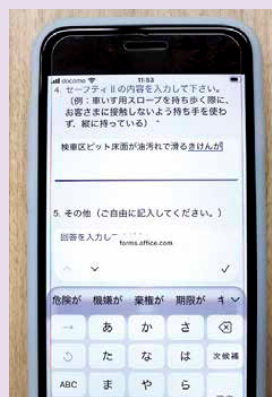 docomo 11:53
4. セーフティⅡの内容を入力して下さい。
(例:車いす用スロープを持ち歩く際に、
お客さまに接触しないよう持ち手を使わ
ず、縦に持っている) *
検車区ピット床面が油汚れで滑るきけんが
5. その他(ご自由に記入してください。)
回答を入力し
forms.office.com
危険が 機嫌が 棄権が 期限が キ
→ あ か さ
た な は 次候補
ABC ま や ら